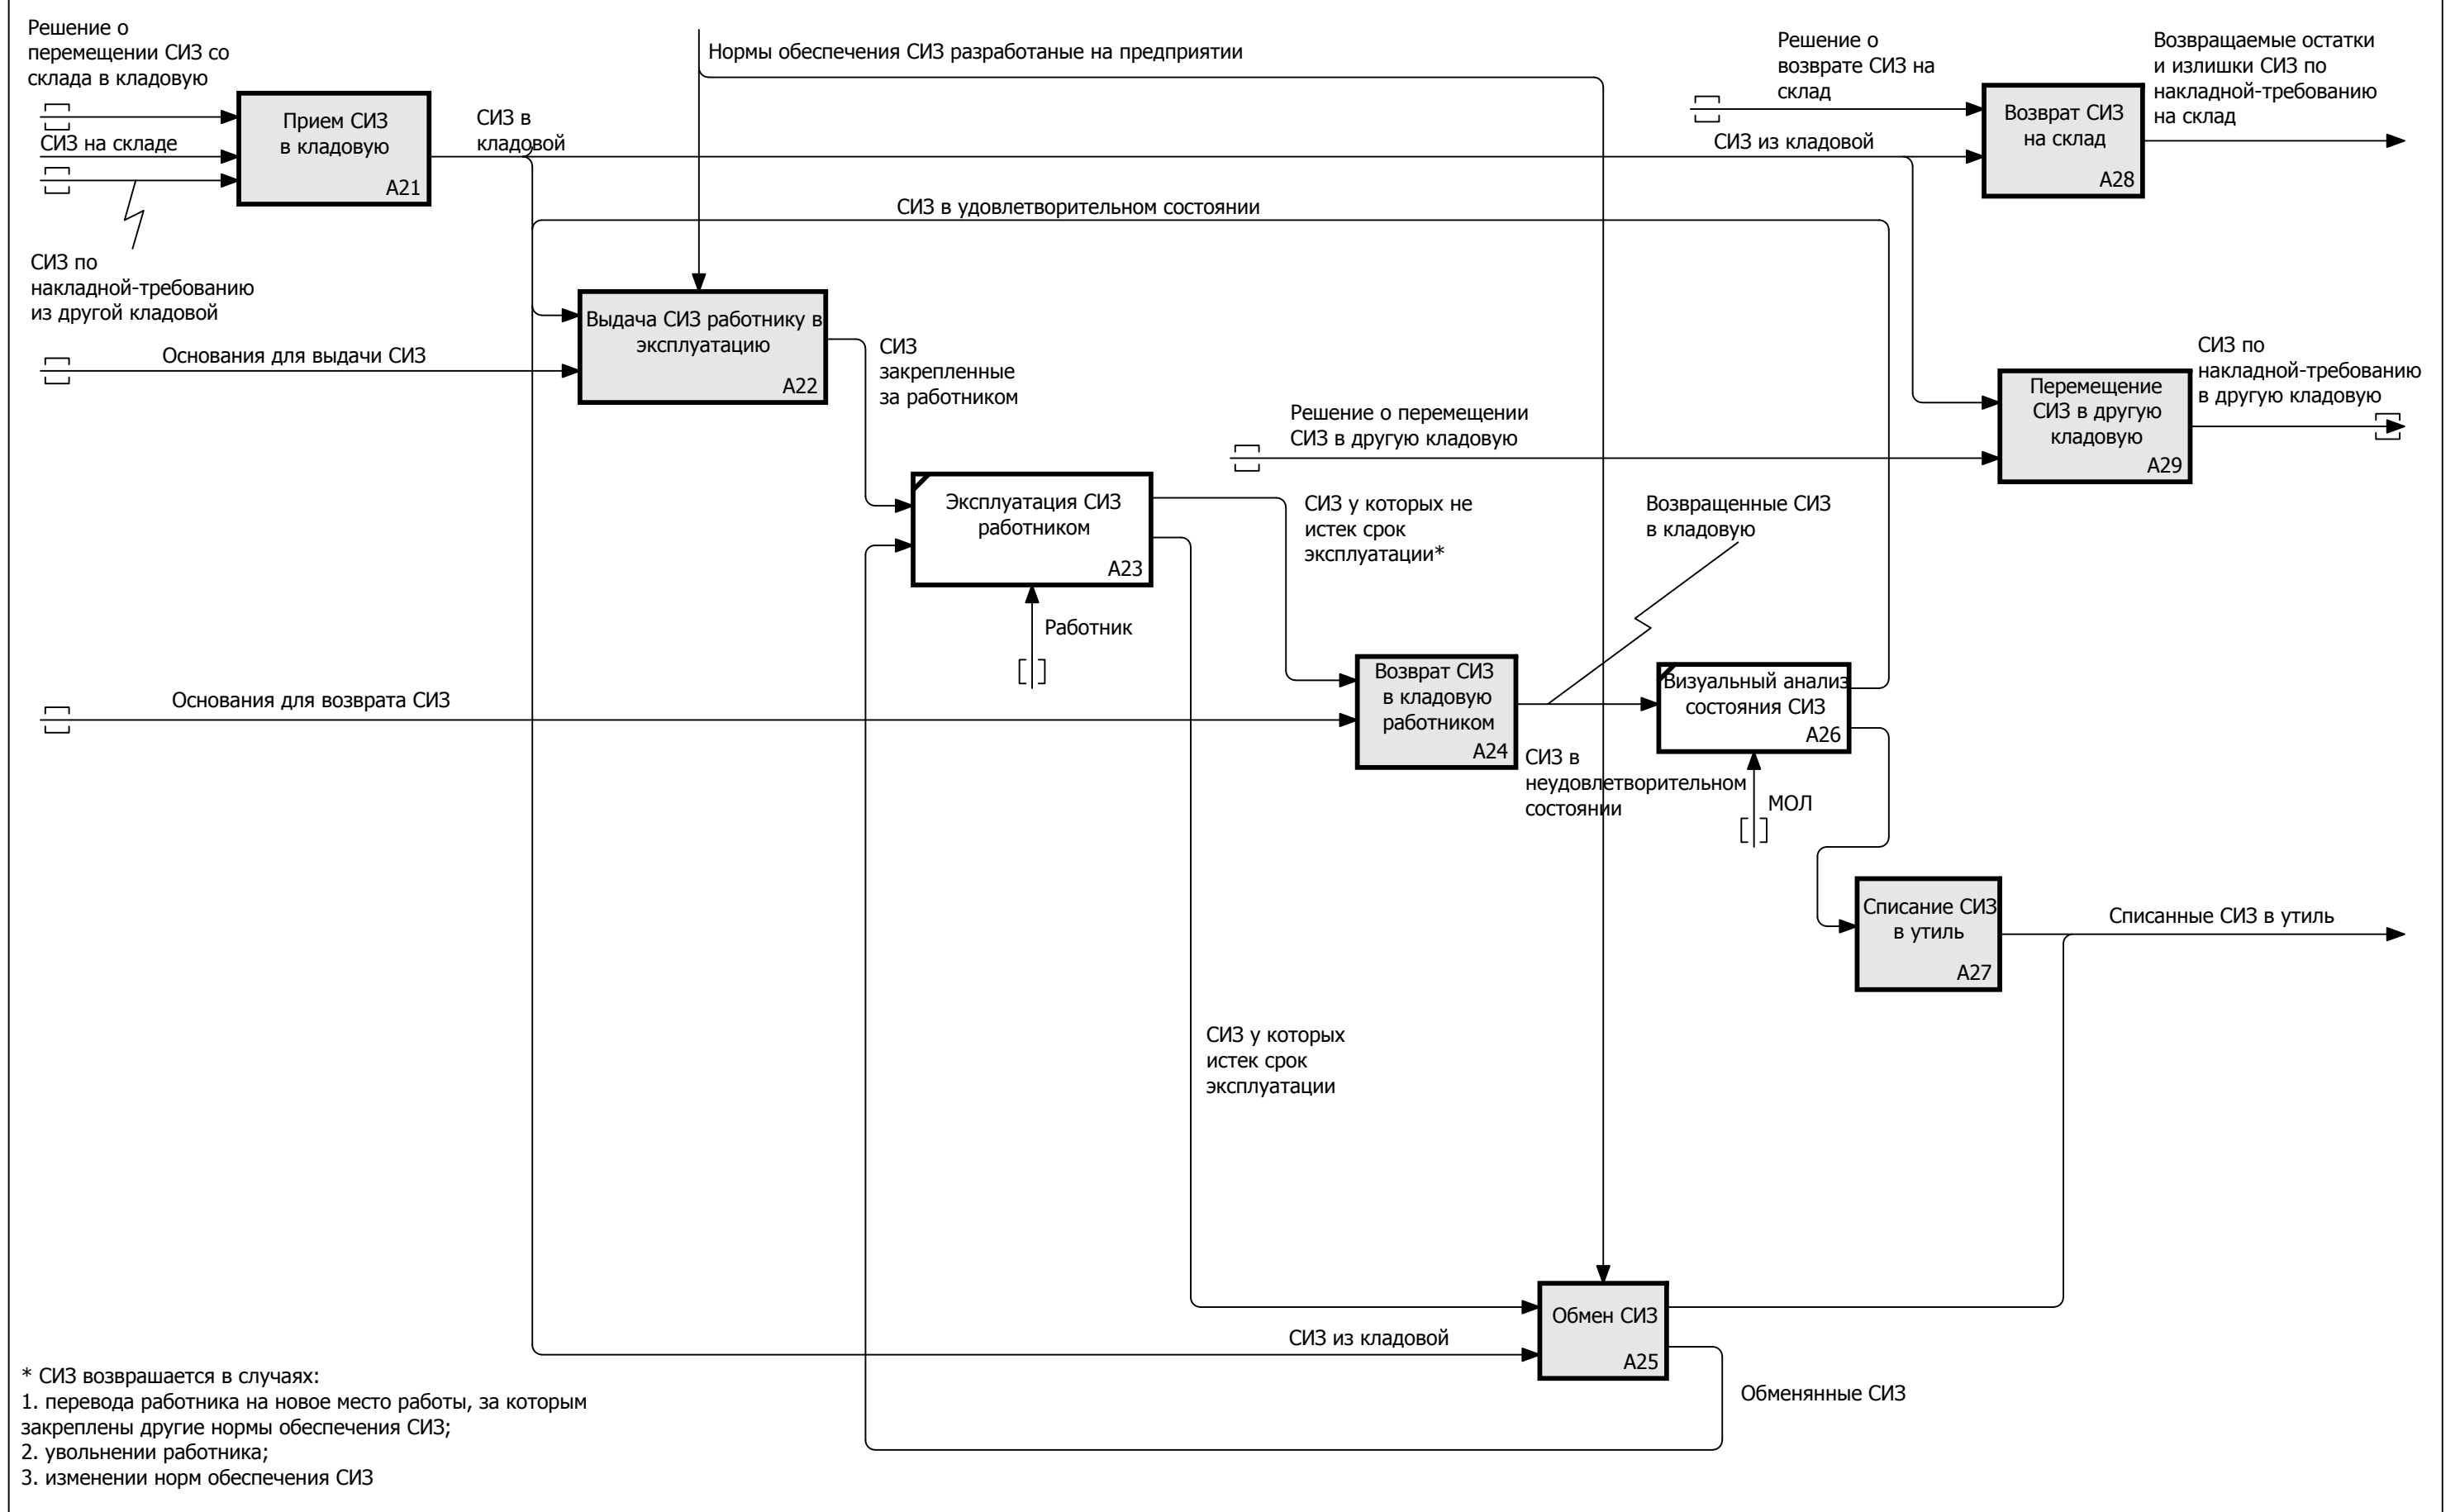 Решение о
перемещении СИЗ со
склада в кладовую
СИЗ на складе
СИЗ по
накладной-требованию
из другой кладовой
Прием СИЗ
в кладовую
A21
СИЗ в
кладовой
Нормы обеспечения СИЗ разработаные на предприятии
Решение о
возврате СИЗ на
склад
СИЗ из кладовой
Возврат СИЗ
на склад
A28
Возвращаемые остатки
и излишки СИЗ по
накладной-требованию
на склад
СИЗ в удовлетворительном состоянии
Основания для выдачи СИЗ
Выдача СИЗ работнику в
эксплуатацию
A22
СИЗ
закрепленные
за работником
Решение о перемещении
СИЗ в другую кладовую
Перемещение
СИЗ в другую
кладовую
A29
СИЗ по
накладной-требованию
в другую кладовую
Эксплуатация СИЗ
работником
A23
Работник
СИЗ у которых не
истек срок
эксплуатации*
Возвращенные СИЗ
в кладовую
Основания для возврата СИЗ
Возврат СИЗ
в кладовую
работником
A24
Визуальный анализ
состояния СИЗ
A26
СИЗ в
неудовлетворительном
состоянии
МОЛ
Списание СИЗ
в утиль
A27
Списанные СИЗ в утиль
СИЗ у которых
истек срок
эксплуатации
СИЗ из кладовой
Обмен СИЗ
A25
Обменянные СИЗ
* СИЗ возврашается в случаях:
1. перевода работника на новое место работы, за которым
закреплены другие нормы обеспечения СИЗ;
2. увольнении работника;
3. изменении норм обеспечения СИЗ